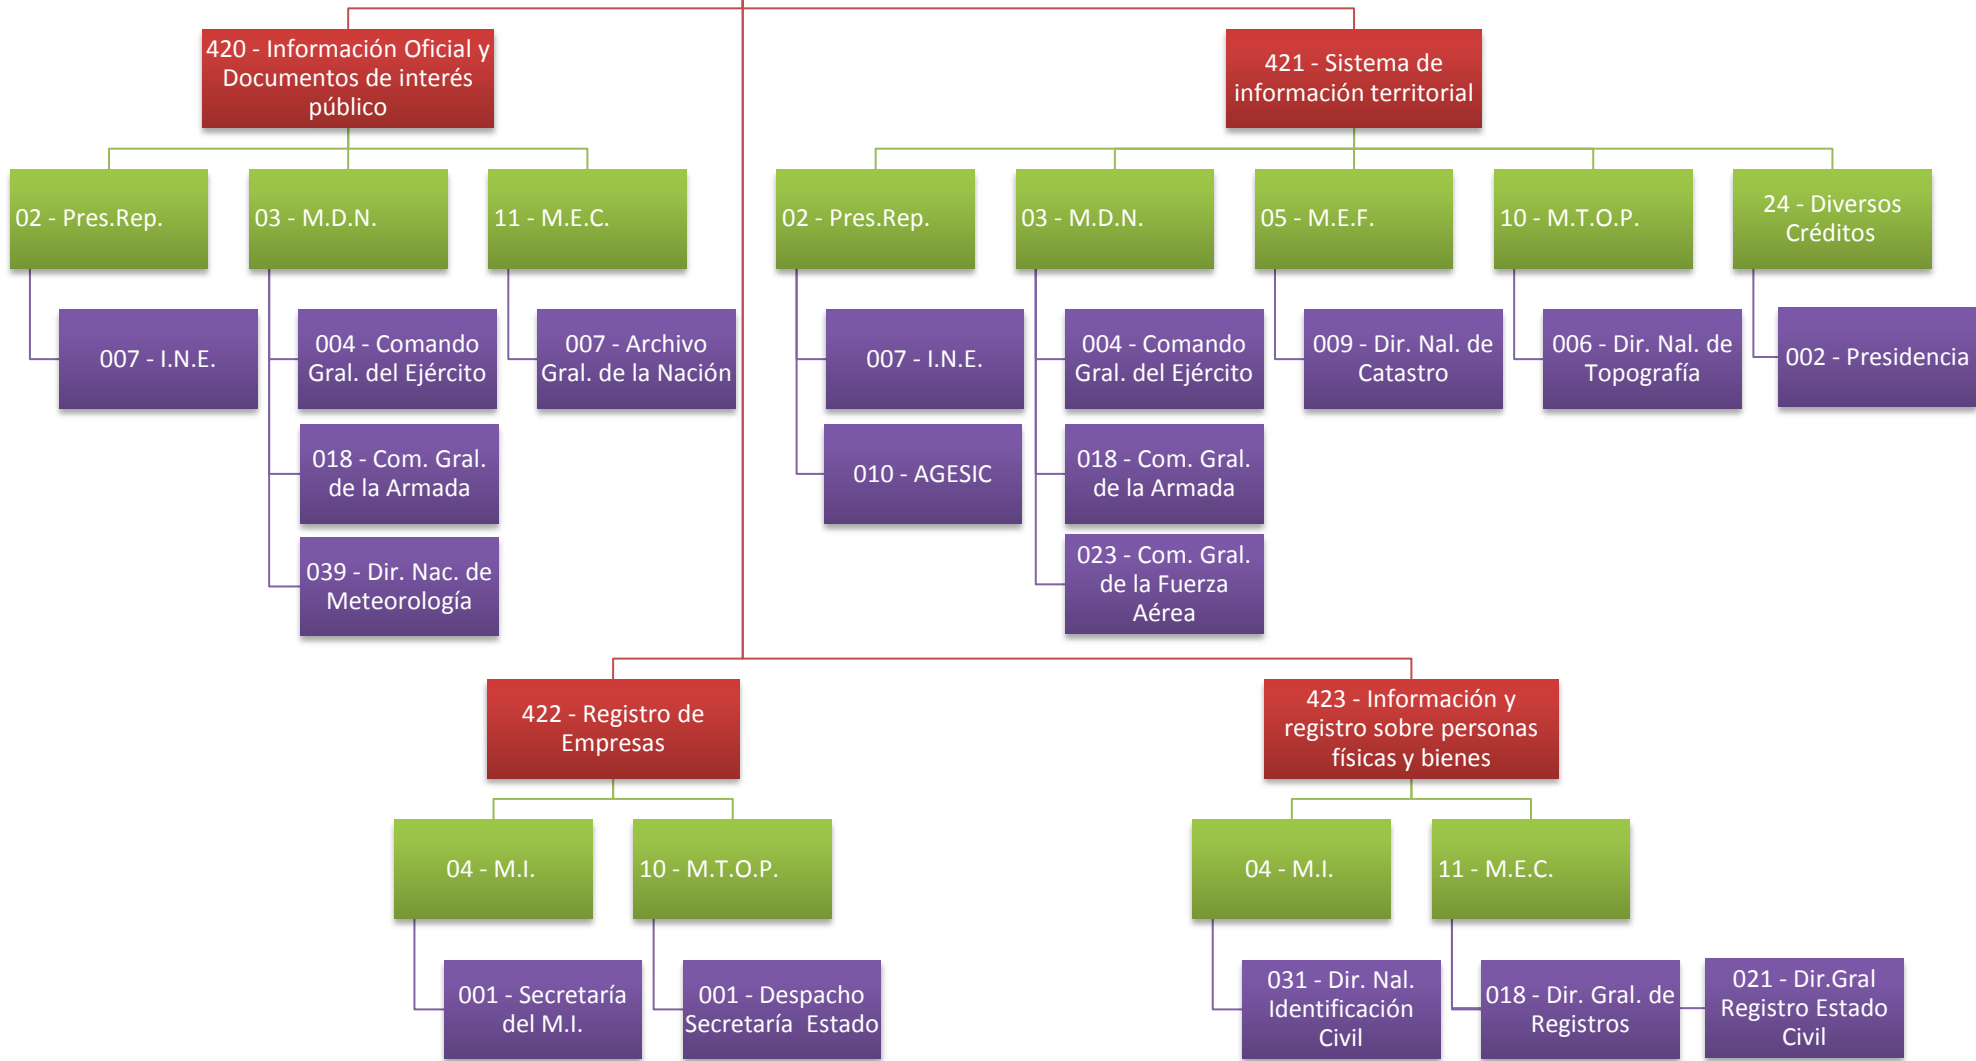 420 - Información Oficial y
Documentos de interés
público
421 - Sistema de
información territorial
02 - Pres.Rep.
03 - M.D.N.
11 - M.E.C.
02 - Pres.Rep.
03 - M.D.N.
05 - M.E.F.
10 - M.T.O.P.
24 - Diversos
Créditos
007 - I.N.E.
004 - Comando
Gral. del Ejército
007 - Archivo
Gral. de la Nación
007 - I.N.E.
004 - Comando
Gral. del Ejército
009 - Dir. Nal. de
Catastro
006 - Dir. Nal. de
Topografía
002 - Presidencia
018 - Com. Gral.
de la Armada
010 - AGESIC
018 - Com. Gral.
de la Armada
039 - Dir. Nac. de
Meteorología
023 - Com. Gral.
de la Fuerza
Aérea
422 - Registro de
Empresas
423 - Información y
registro sobre personas
físicas y bienes
04 - M.I.
10 - M.T.O.P.
04 - M.I.
11 - M.E.C.
001 - Secretaría
del M.I.
001 - Despacho
Secretaría  Estado
031 - Dir. Nal.
Identificación
Civil
018 - Dir. Gral. de
Registros
021 - Dir.Gral
Registro Estado
Civil